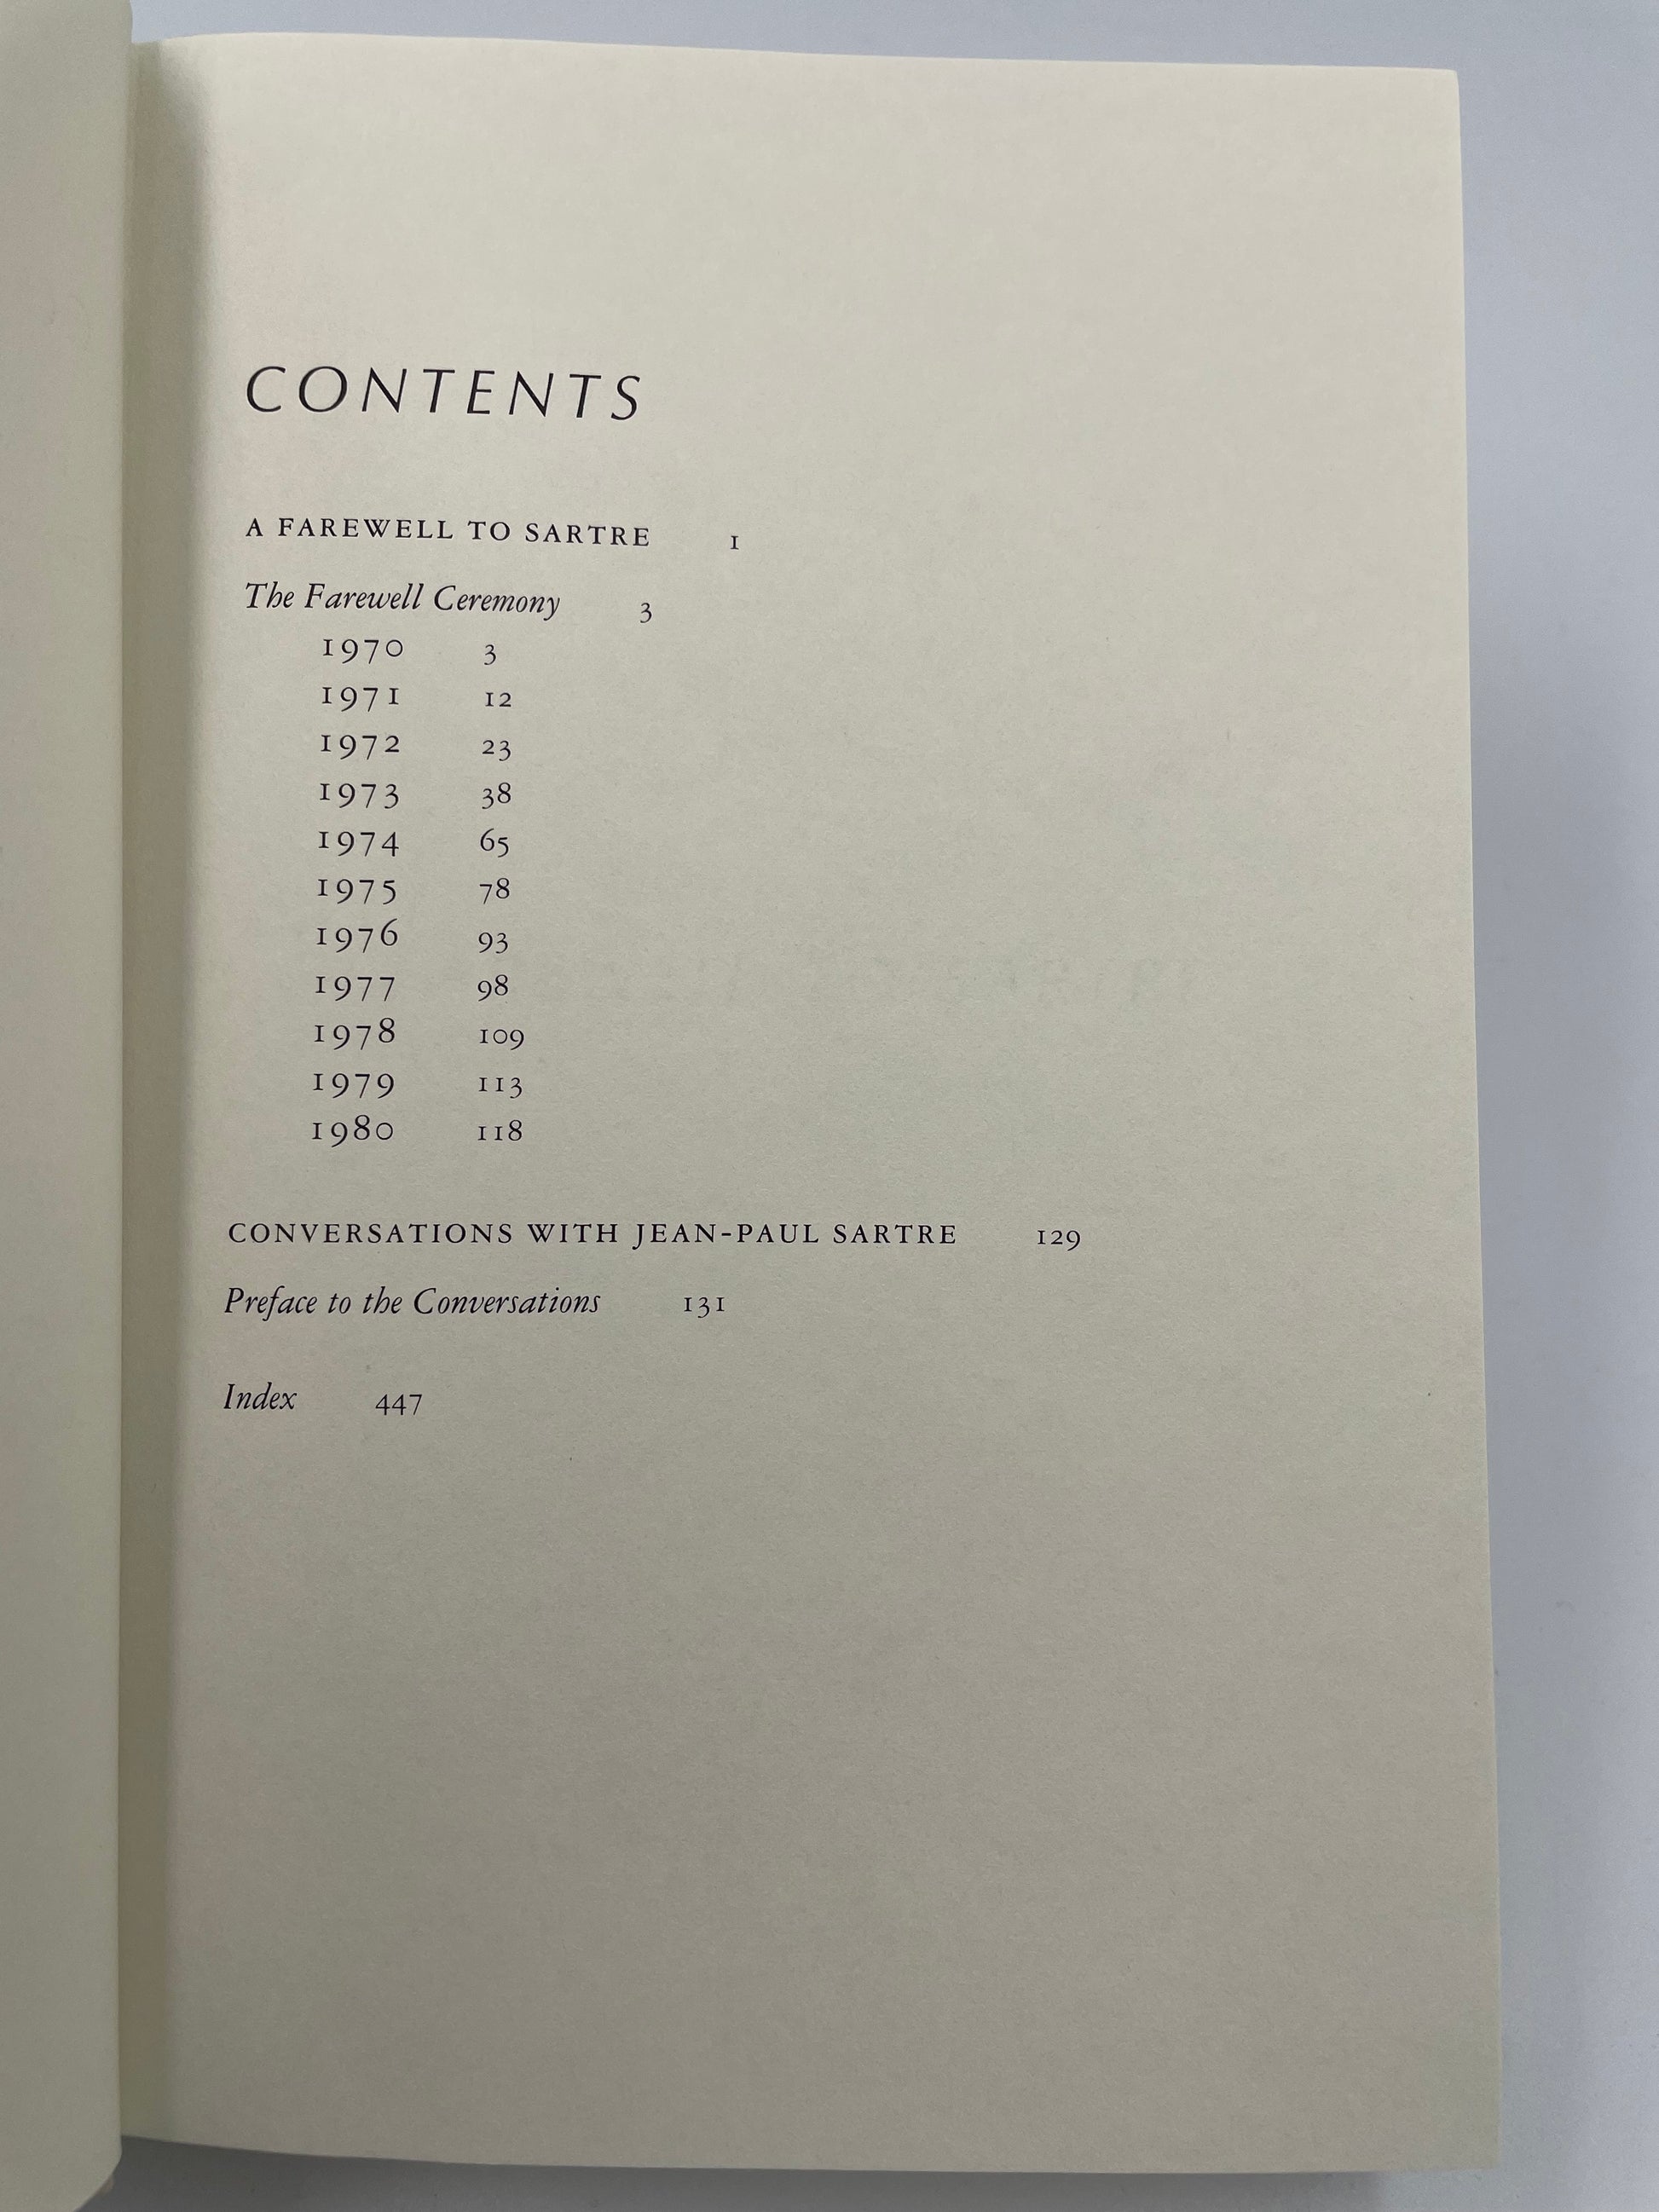 CONTENTS
A FAREWELL TO SARTRE 1
The Farewell Ceremony 3
1970 3
1971 12
1972 23
1973 38
1974 65
1975 78
1976 93
1977 98
1978 109
1979 113
1980 118
CONVERSATIONS WITH JEAN-PAUL SARTRE 129
Preface to the Conversations 131
Index 447